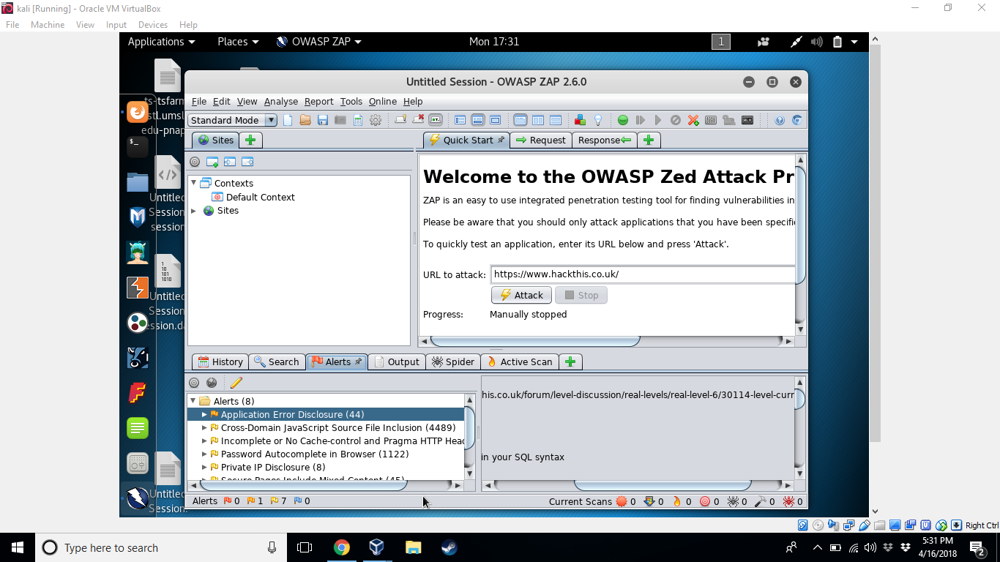 kali [Running] - Oracle VM VirtualBox
File Machine View Input Devices Help
Applications Places OWASP ZAP Mon 17:31 1
Untitled Session - OWASP ZAP 2.6.0
ts-tsfarm
stl.umsl
edu-pnap
File Edit View Analyse Report Tools Online Help
Standard Mode
Sites Quick Start Request Response
Contexts
Default Context
Sites
Welcome to the OWASP Zed Attack Pr
ZAP is an easy to use integrated penetration testing tool for finding vulnerabilities in
Please be aware that you should only attack applications that you have been specific
To quickly test an application, enter its URL below and press 'Attack'.
URL to attack: https://www.hackthis.co.uk/
Attack Stop
Progress: Manually stopped
Untitled
Session
session
1
10
101
1010
Untitled
Session
ession.da
History Search Alerts Output Spider Active Scan
Alerts (8)
Application Error Disclosure (44)
Cross-Domain JavaScript Source File Inclusion (4489)
Incomplete or No Cache-control and Pragma HTTP Head
Password Autocomplete in Browser (1122)
Private IP Disclosure (8)
Secure Pages Include Mixed Content (45)
his.co.uk/forum/level-discussion/real-levels/real-level-6/30114-level-curr
in your SQL syntax
Untitled
Session
Alerts 0 1 7 0 Current Scans 0 0 0 0 0 0 0
Right Ctrl
Type here to search
5:31 PM
4/16/2018
2